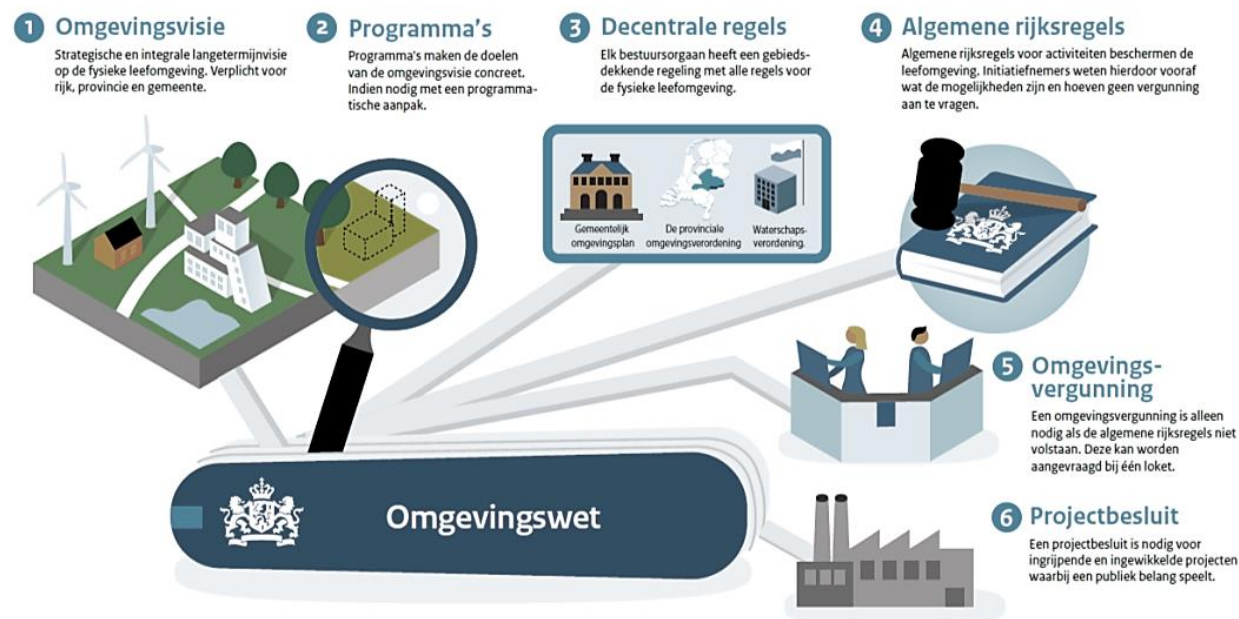 1 Omgevingsvisie
Strategische en integrale langetermijnvisie
op de fysieke leefomgeving. Verplicht voor
rijk, provincie en gemeente.
2 Programma's
Programma's maken de doelen
van de omgevingsvisie concreet.
Indien nodig met een programma-
tische aanpak.
3 Decentrale regels
Elk bestuursorgaan heeft een gebieds-
dekkende regeling met alle regels voor
de fysieke leefomgeving.
Gemeentelijk
omgevingsplan
De provinciale
omgevingsverordening
Waterschaps-
verordening.
4 Algemene rijksregels
Algemene rijksregels voor activiteiten beschermen de
leefomgeving. Initiatiefnemers weten hierdoor vooraf
wat de mogelijkheden zijn en hoeven geen vergunning
aan te vragen.
5 Omgevings-
vergunning
Een omgevingsvergunning is alleen
nodig als de algemene rijksregels niet
volstaan. Deze kan worden
aangevraagd bij één loket.
6 Projectbesluit
Een projectbesluit is nodig voor
ingrijpende en ingewikkelde projecten
waarbij een publiek belang speelt.
Omgevingswet